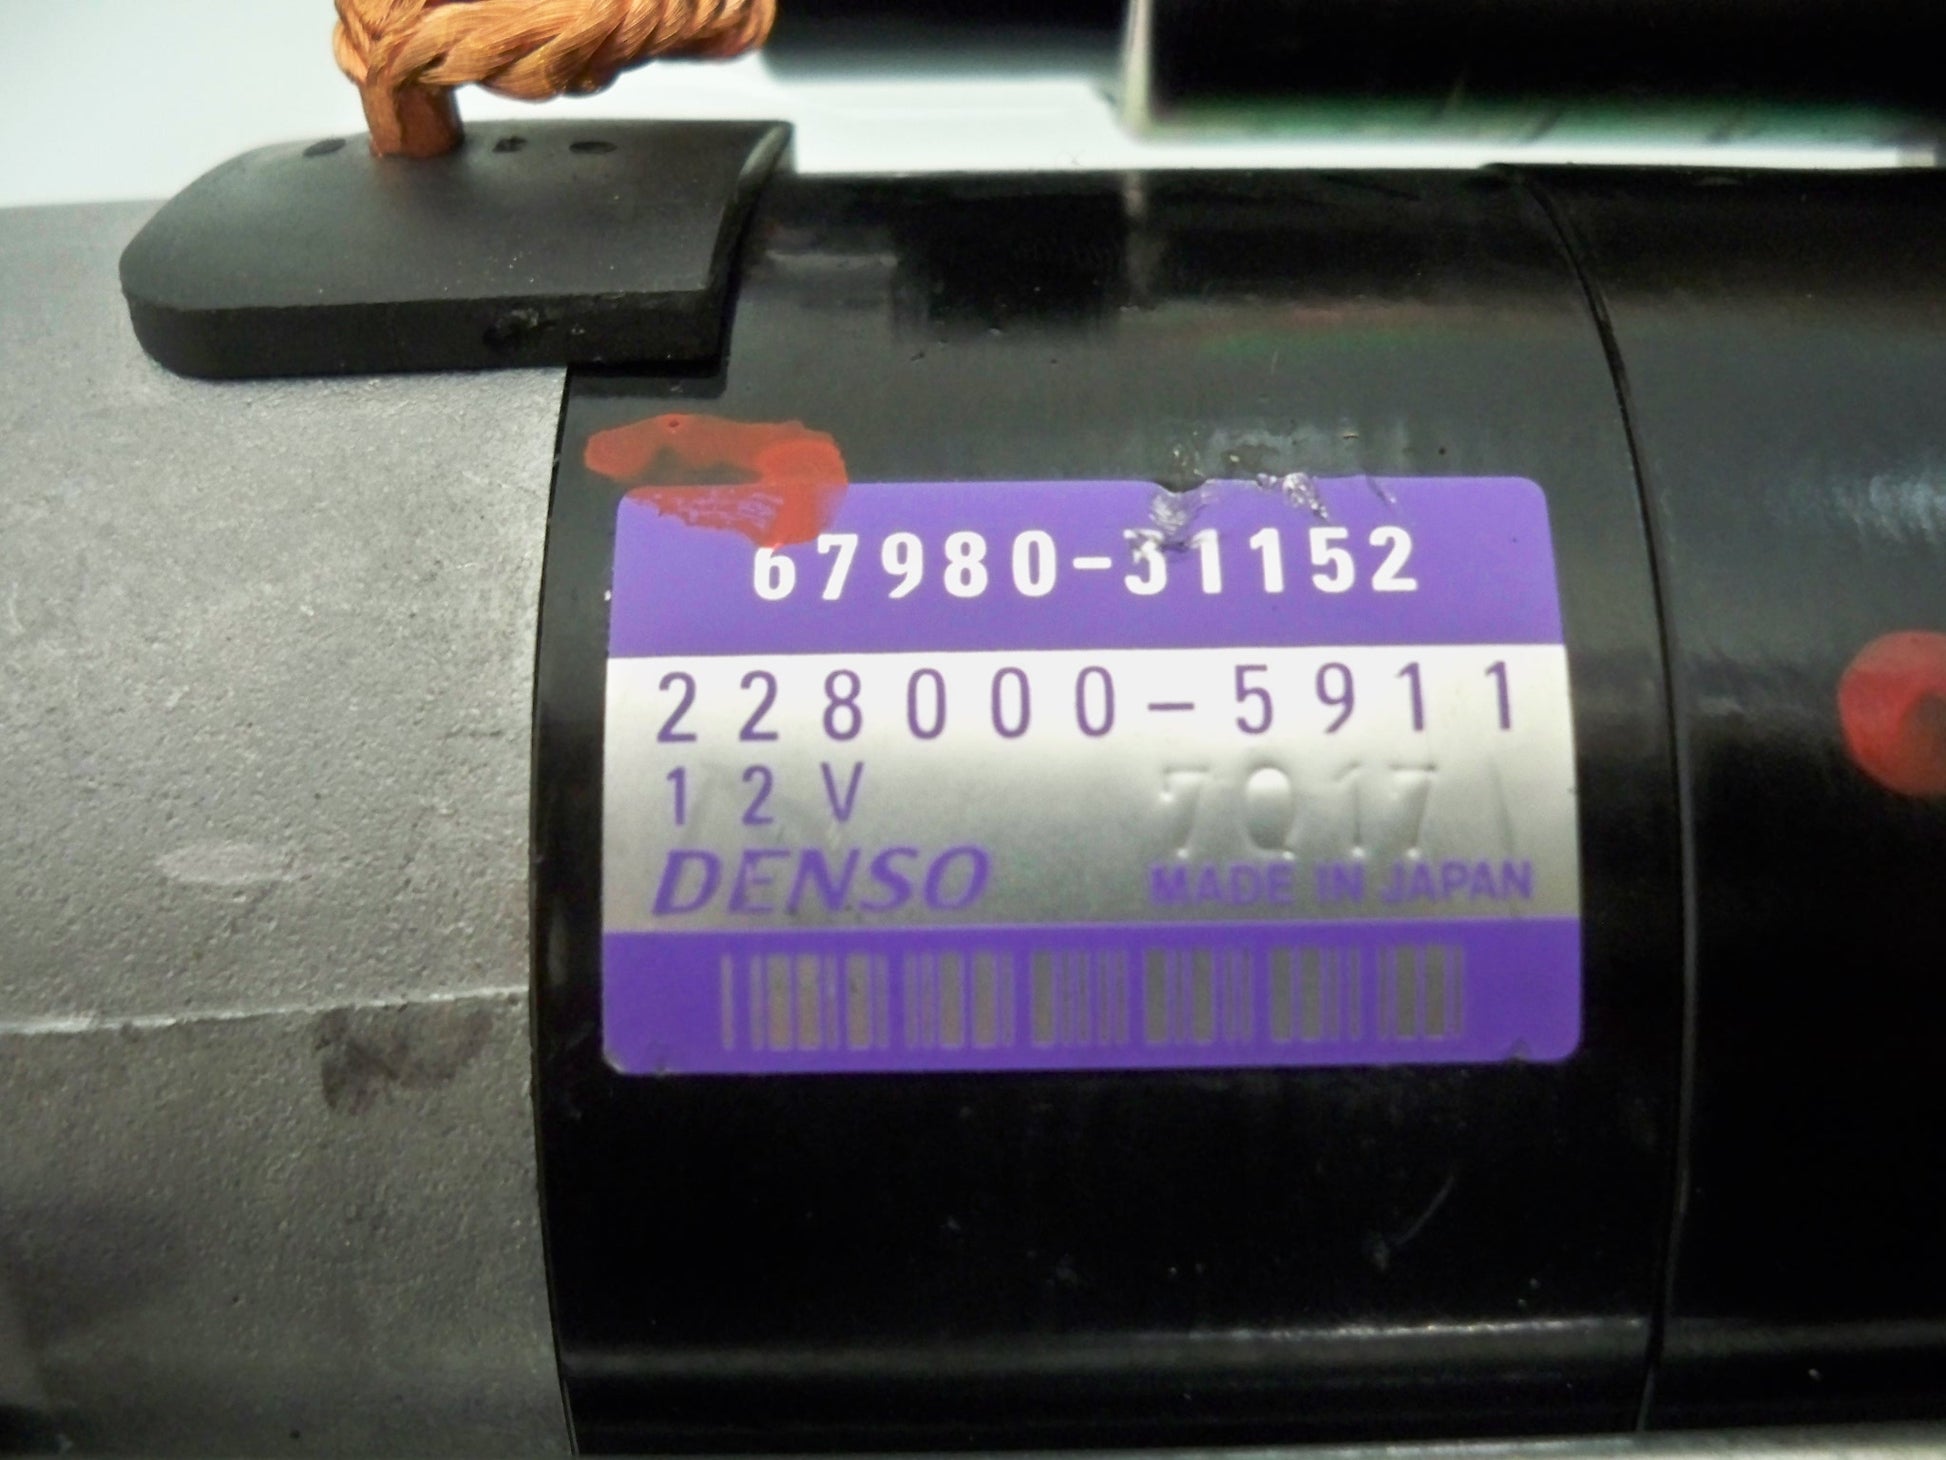 67980-31152
228000-5911
12V
7Q17
DENSO
MADE IN JAPAN